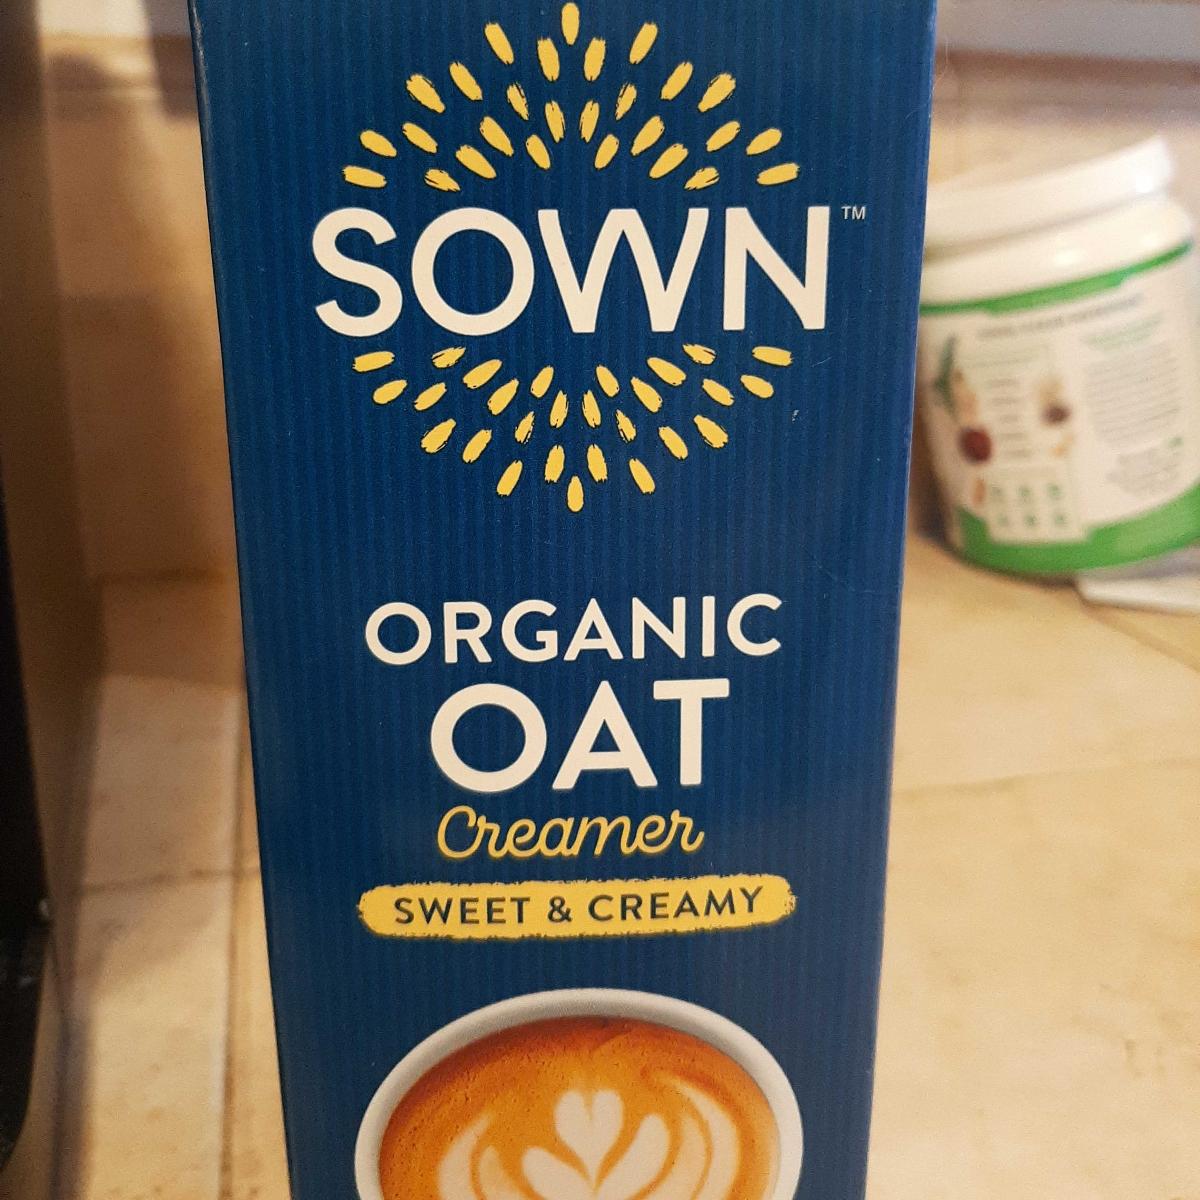 SOWN™
ORGANIC
OAT
Creamer
SWEET & CREAMY